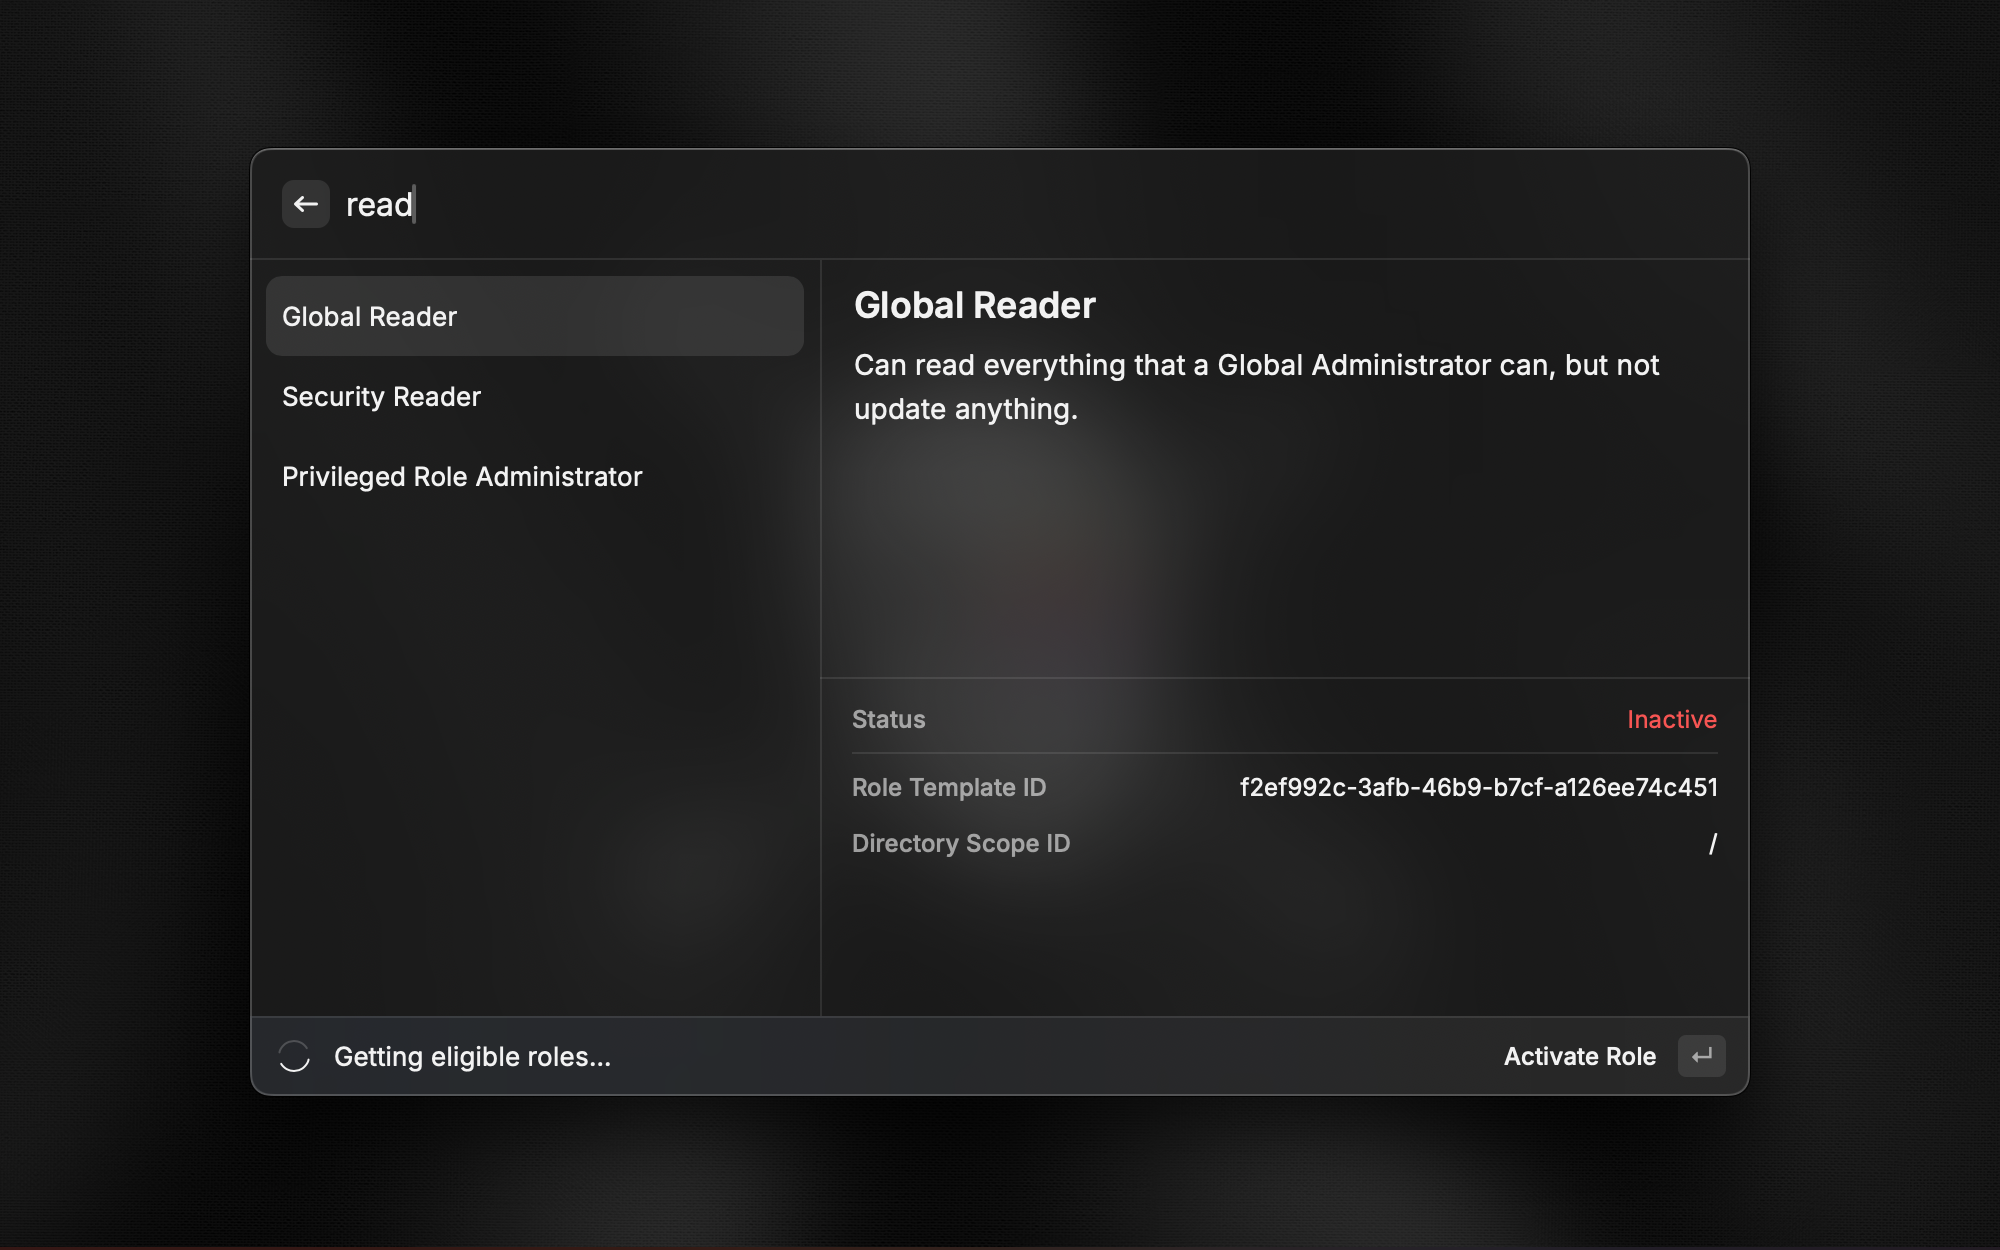 read
Global Reader
Security Reader
Privileged Role Administrator
Global Reader
Can read everything that a Global Administrator can, but not
update anything.
Status Inactive
Role Template ID f2ef992c-3afb-46b9-b7cf-a126ee74c451
Directory Scope ID /
Getting eligible roles...
Activate Role